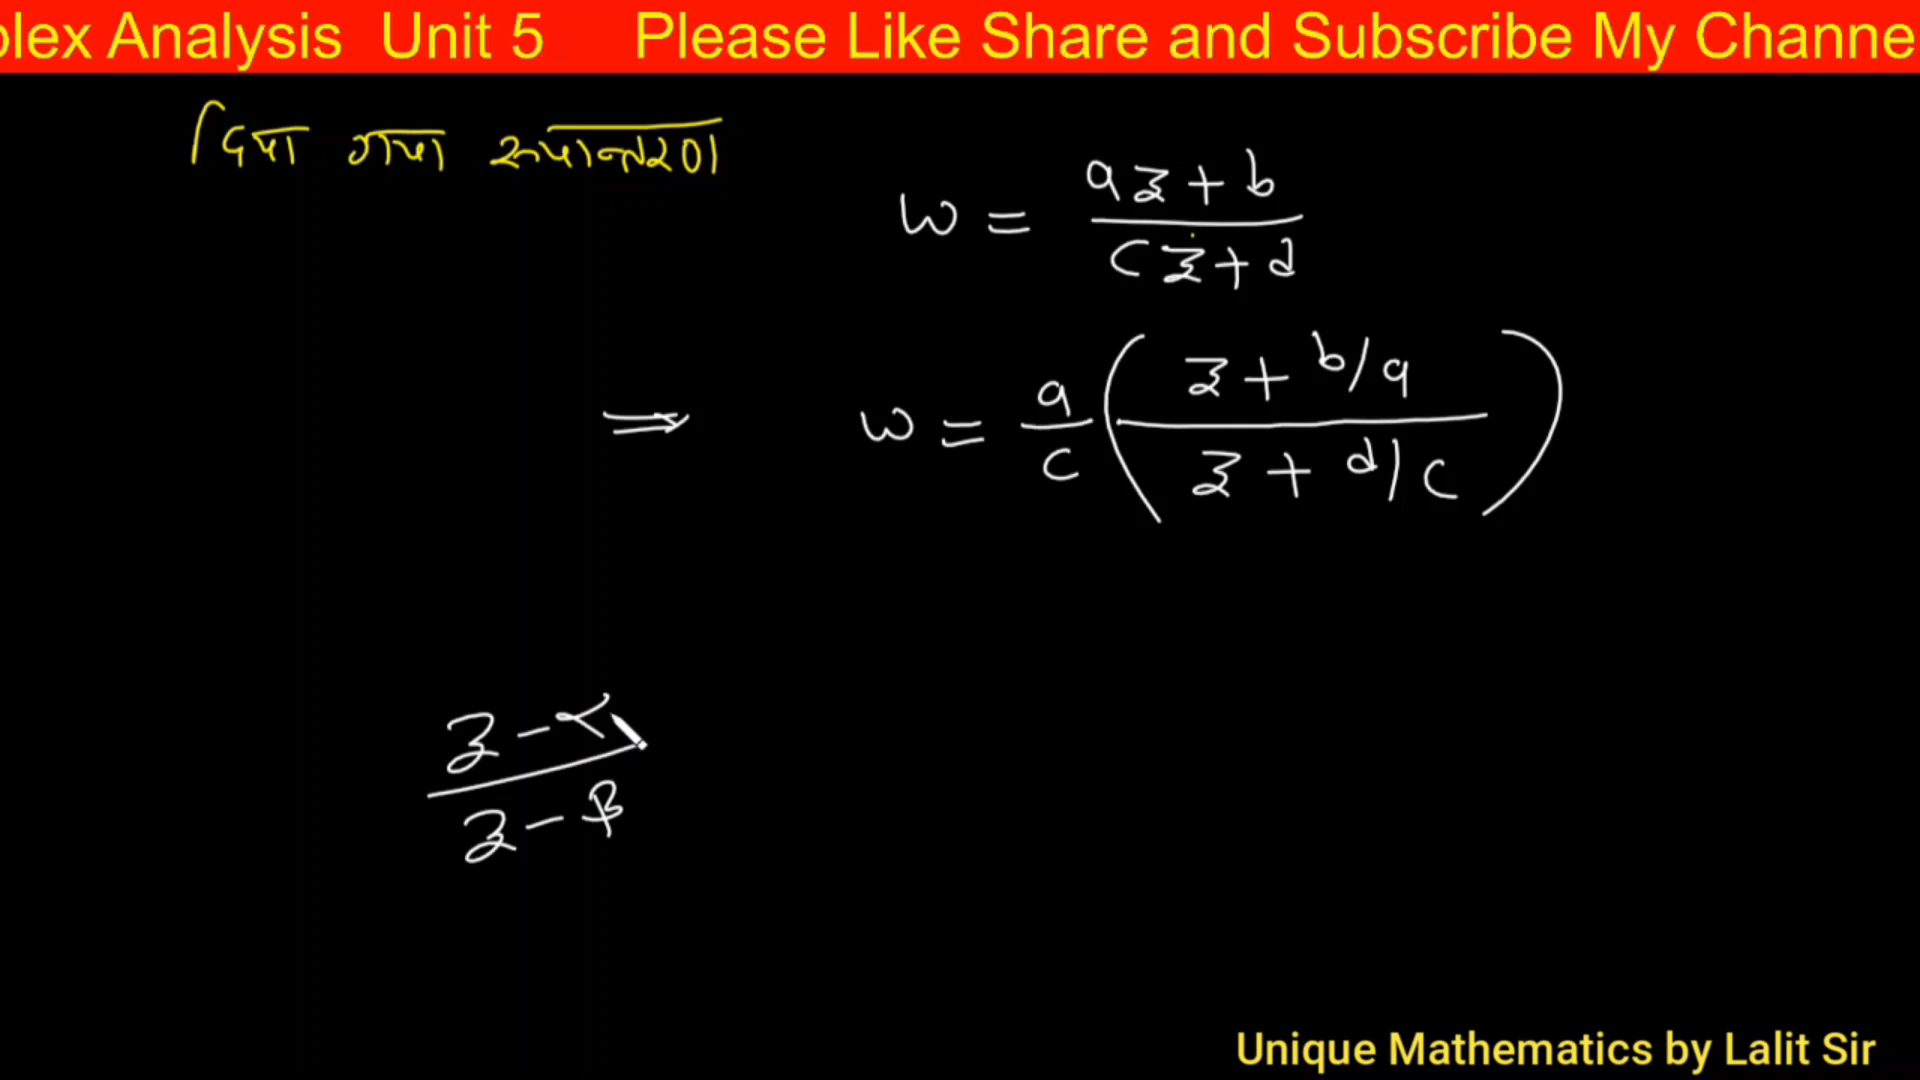 plex Analysis Unit 5 Please Like Share and Subscribe My Channe
दिया गया रूपान्तरण
w = (az + b)/(cz + d)
⇒ w = a/c ( (z + b/a)/(z + d/c) )
(z - α)/(z - β)
Unique Mathematics by Lalit Sir